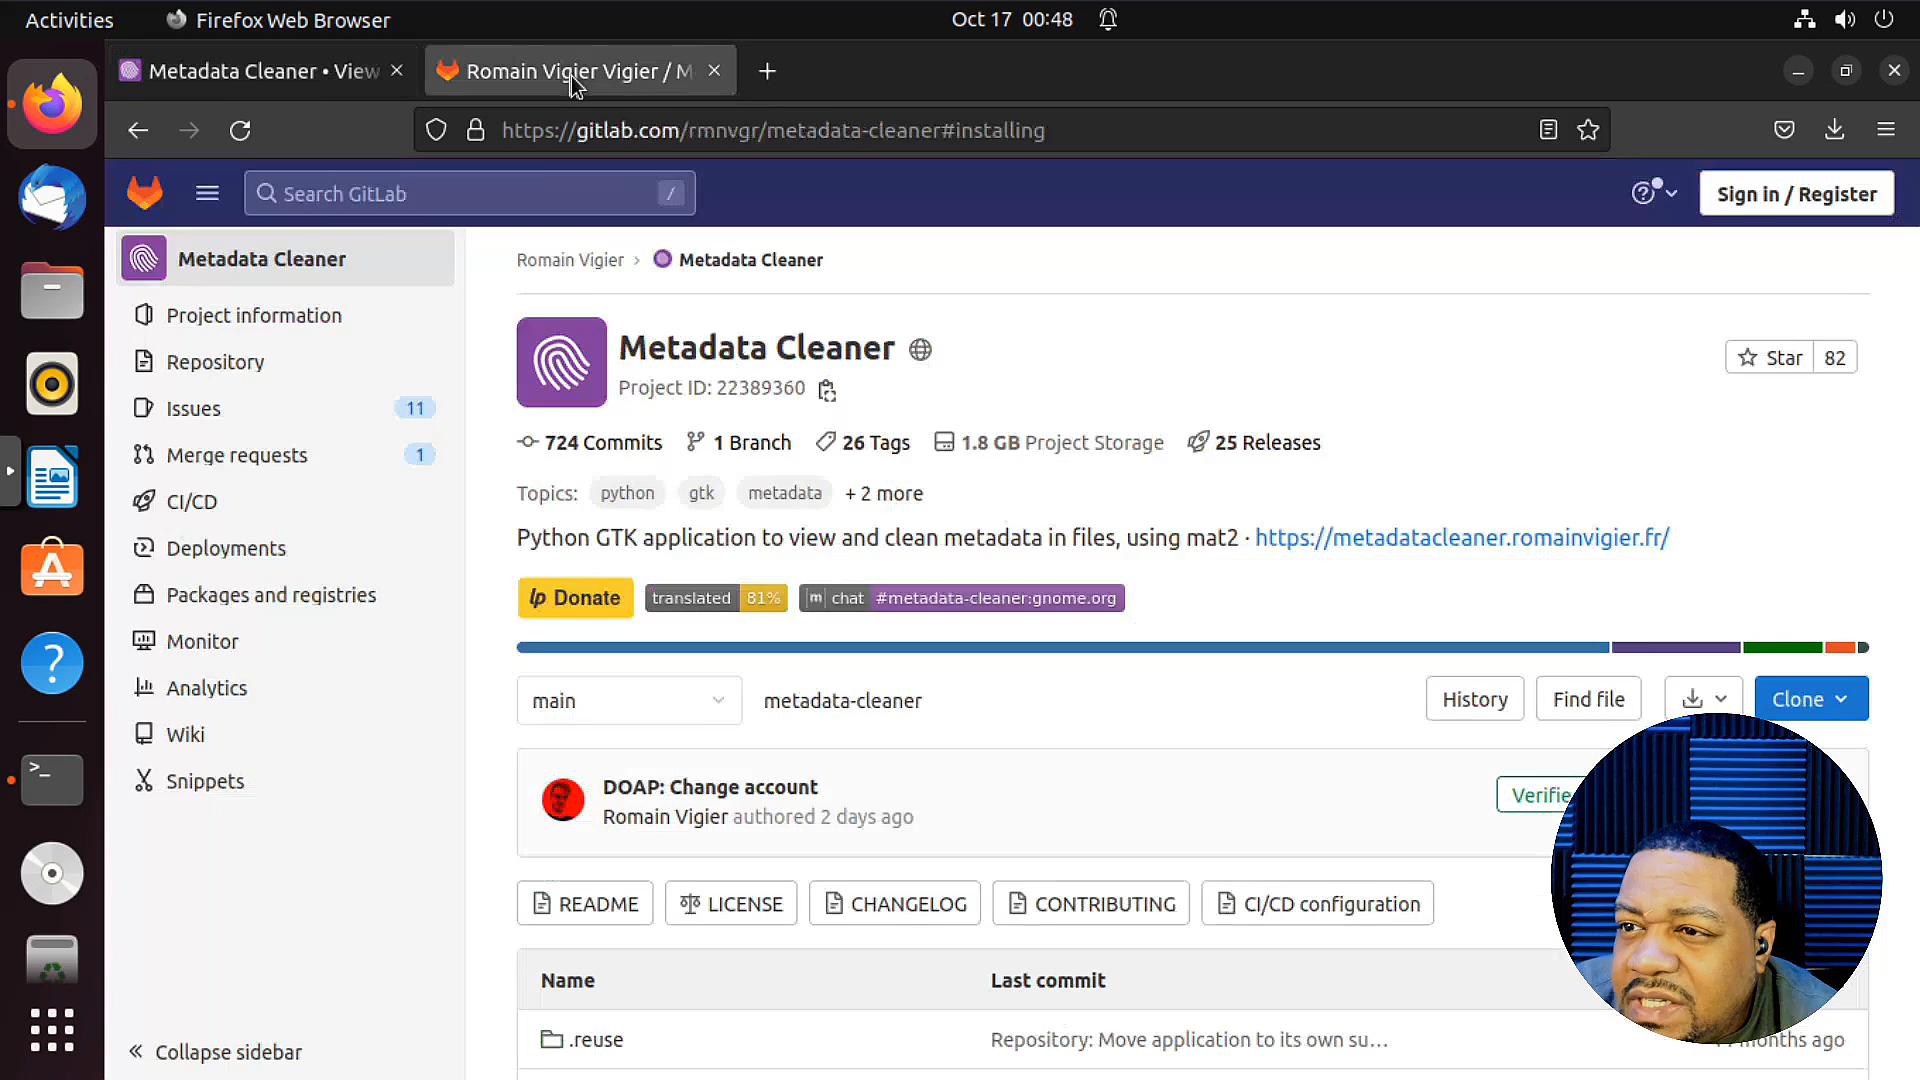 Activities
Firefox Web Browser
Oct 17 00:48
Metadata Cleaner • View
Romain Vigier Vigier / M
https://gitlab.com/rmnvgr/metadata-cleaner#installing
Search GitLab
/
Sign in / Register
Metadata Cleaner
Project information
Repository
Issues
11
Merge requests
1
CI/CD
Deployments
Packages and registries
Monitor
Analytics
Wiki
Snippets
Collapse sidebar
Romain Vigier › Metadata Cleaner
Metadata Cleaner
Project ID: 22389360
Star
82
724 Commits 1 Branch 26 Tags 1.8 GB Project Storage 25 Releases
Topics: python gtk metadata + 2 more
Python GTK application to view and clean metadata in files, using mat2 · https://metadatacleaner.romainvigier.fr/
lp Donate
translated 81%
[m] chat #metadata-cleaner:gnome.org
main
metadata-cleaner
History
Find file
Clone
DOAP: Change account
Romain Vigier authored 2 days ago
README
LICENSE
CHANGELOG
CONTRIBUTING
CI/CD configuration
Name
Last commit
.reuse
Repository: Move application to its own su...
months ago